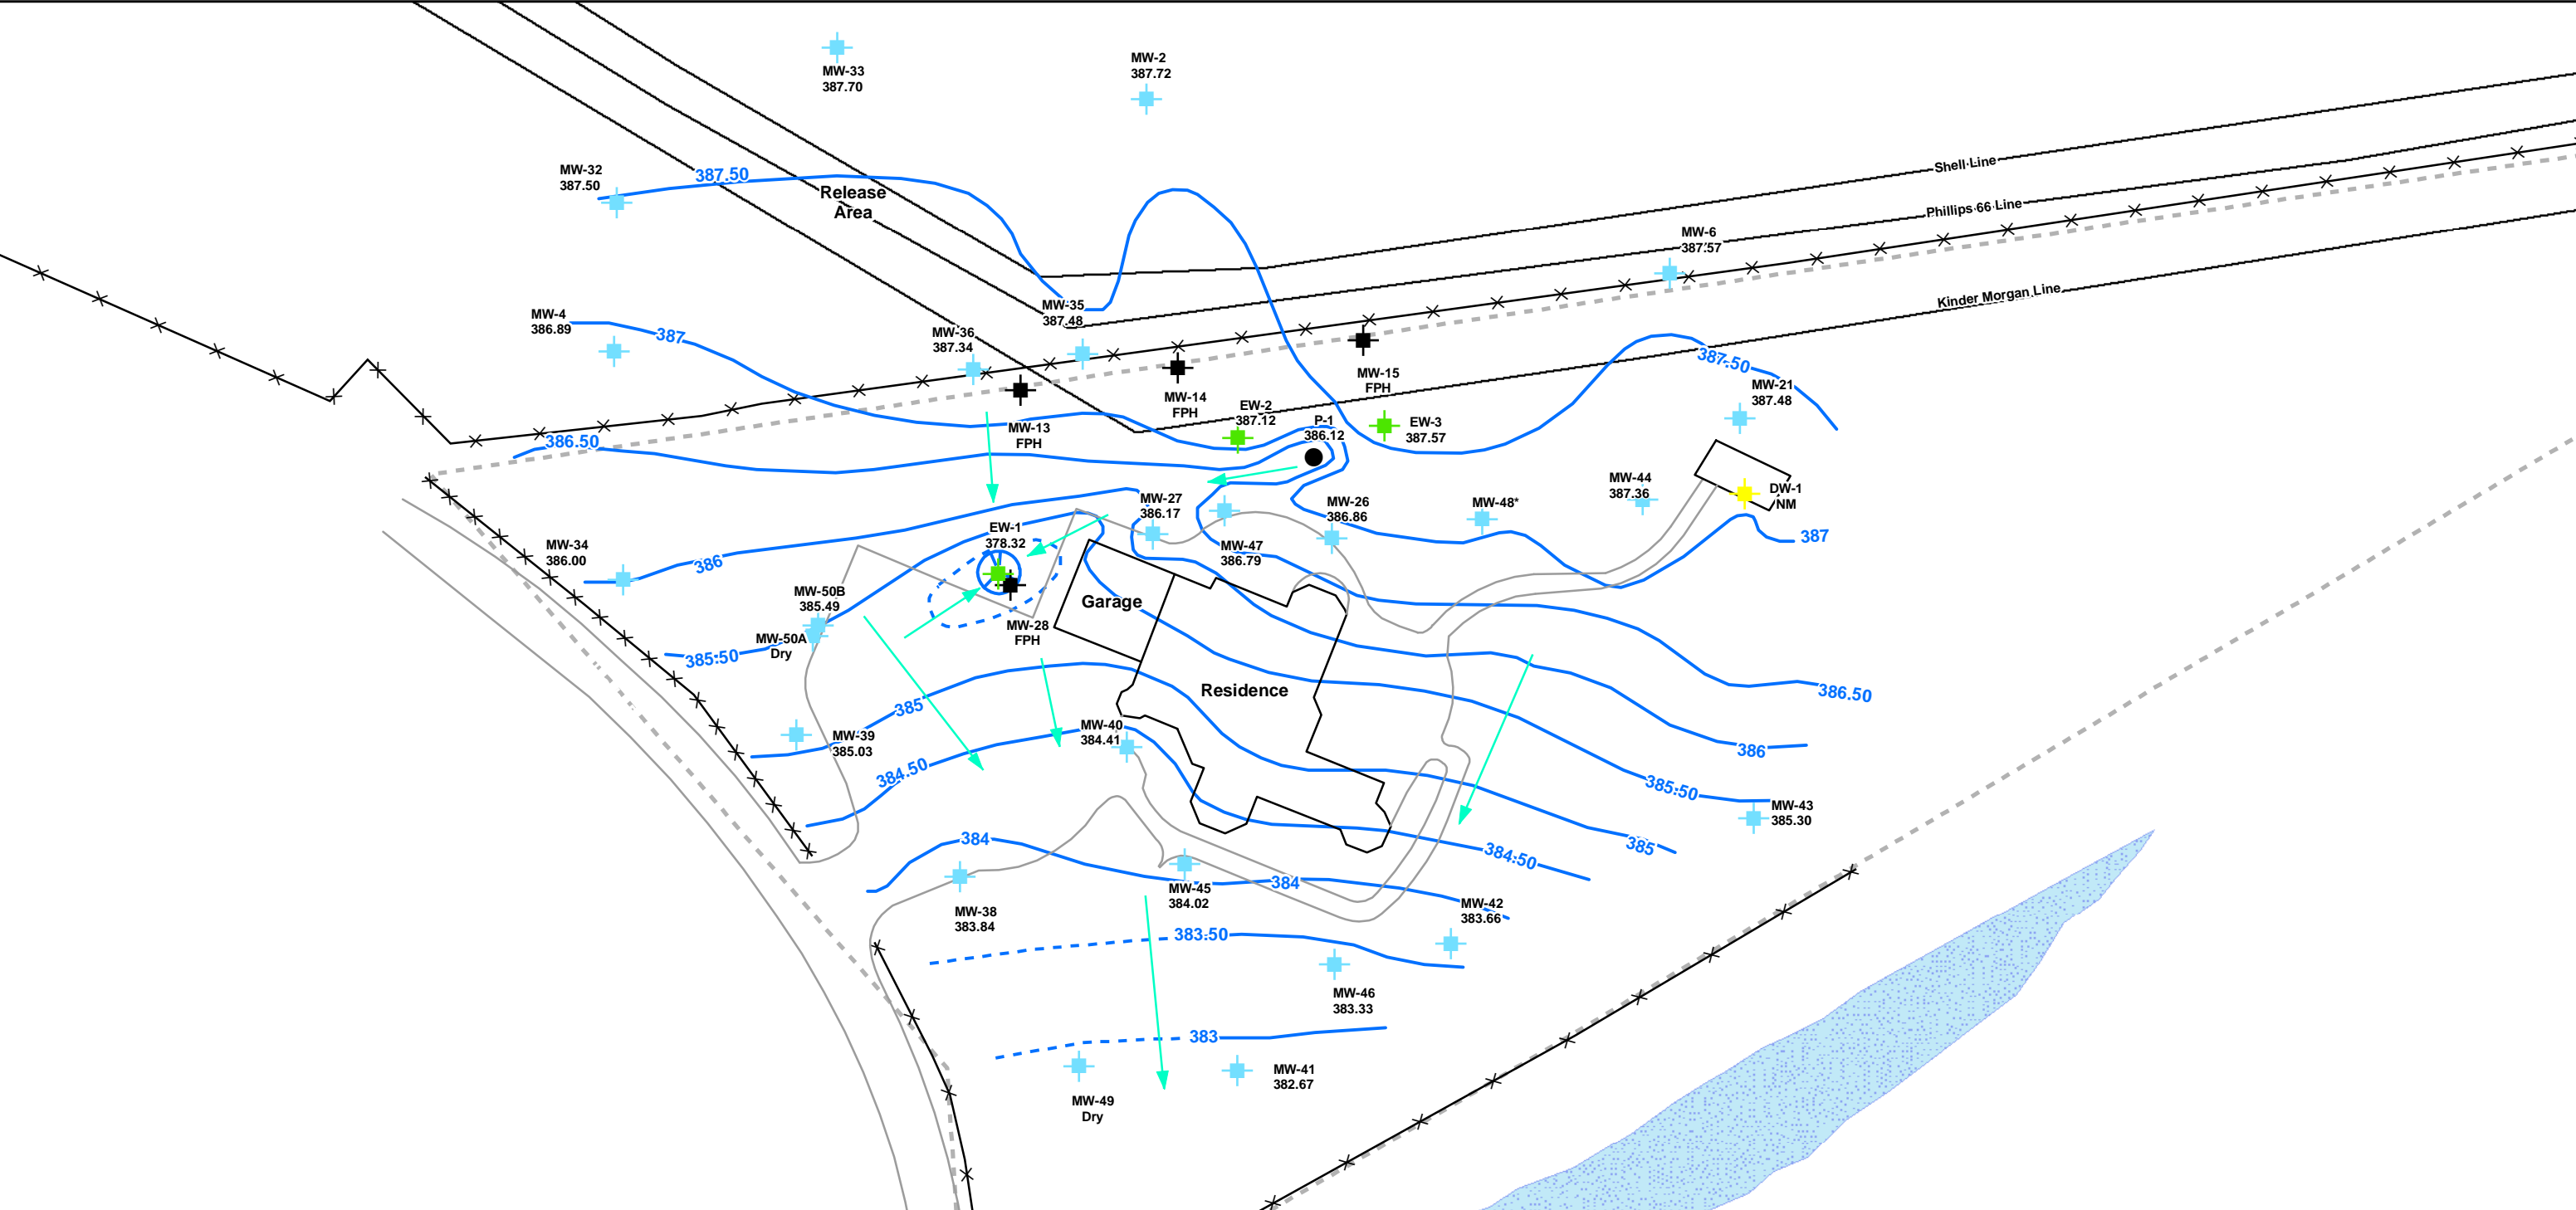 MW-33
387.70
MW-2
387.72
Shell Line
MW-32
387.50
387.50
Release
Area
Phillips 66 Line
MW-6
387.57
Kinder Morgan Line
MW-35
387.48
MW-4
386.89
387
MW-36
387.34
387.50
MW-15
FPH
MW-21
387.48
MW-14
FPH
EW-2
387.12
P-1
386.12
EW-3
387.57
MW-13
FPH
386.50
MW-44
387.36
DW-1
NM
MW-27
386.17
MW-26
386.86
MW-48*
EW-1
378.32
387
MW-34
386.00
386
MW-47
386.79
MW-50B
385.49
Garage
MW-28
FPH
MW-50A
Dry
385.50
Residence
386.50
385
MW-40
384.41
MW-39
385.03
386
384.50
385.50
MW-43
385.30
384
385
384.50
384
MW-45
384.02
MW-42
383.66
MW-38
383.84
383.50
MW-46
383.33
383
MW-41
382.67
MW-49
Dry